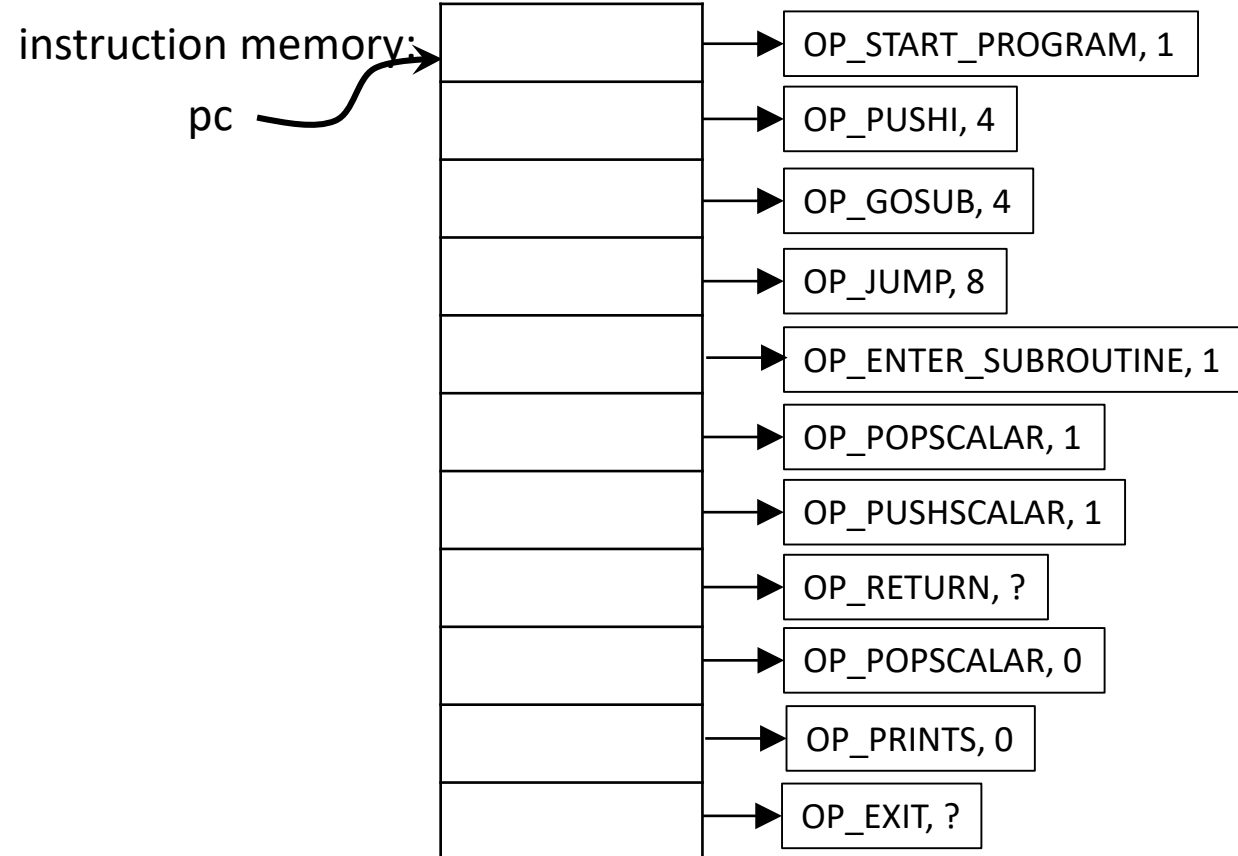 instruction memory:
pc
OP_START_PROGRAM, 1
OP_PUSHI, 4
OP_GOSUB, 4
OP_JUMP, 8
OP_ENTER_SUBROUTINE, 1
OP_POPSCALAR, 1
OP_PUSHSCALAR, 1
OP_RETURN, ?
OP_POPSCALAR, 0
OP_PRINTS, 0
OP_EXIT, ?